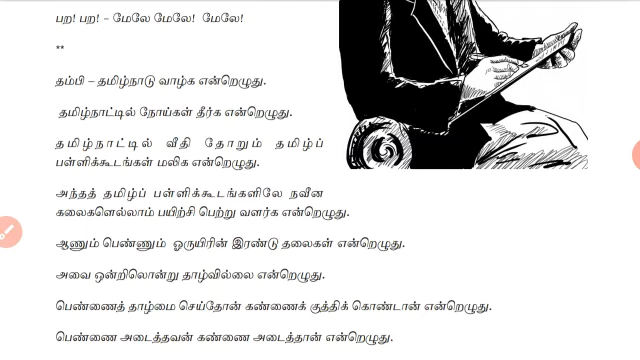 பற! பற! – மேலே மேலே! மேலே!
**
தம்பி – தமிழ்நாடு வாழ்க என்றெழுது.
தமிழ்நாட்டில் நோய்கள் தீர்க என்றெழுது.
தமிழ்நாட்டில் வீதி தோறும் தமிழ்ப்
பள்ளிக்கூடங்கள் மலிக என்றெழுது.
அந்தத் தமிழ்ப் பள்ளிக்கூடங்களிலே நவீன
கலைகளெல்லாம் பயிற்சி பெற்று வளர்க என்றெழுது.
ஆணும் பெண்ணும் ஓருயிரின் இரண்டு தலைகள் என்றெழுது.
அவை ஒன்றிலொன்று தாழ்வில்லை என்றெழுது.
பெண்ணைத் தாழ்மை செய்தோன் கண்ணைக் குத்திக் கொண்டான் என்றெழுது.
பெண்ணை அடைத்தவன் கண்ணை அடைத்தான் என்றெழுது.